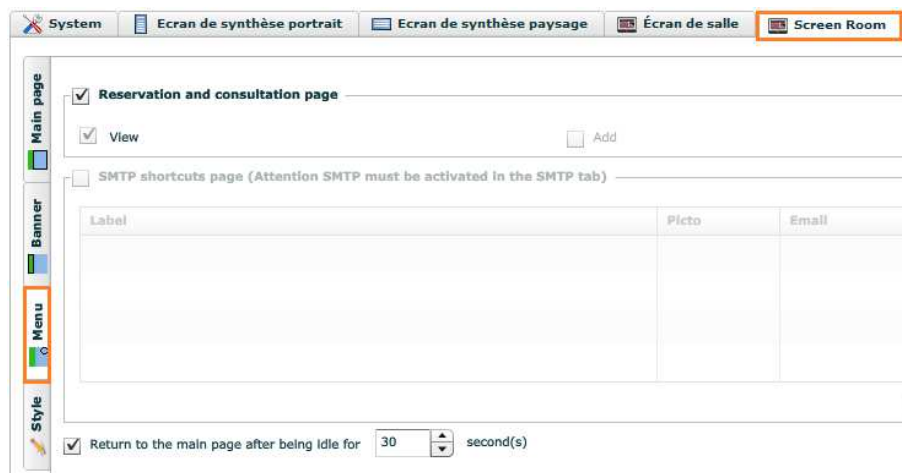 System Ecran de synthèse portrait Ecran de synthèse paysage Écran de salle Screen Room
Main page
Reservation and consultation page
View Add
SMTP shortcuts page (Attention SMTP must be activated in the SMTP tab)
Banner
Label Picto Email
Menu
Style
Return to the main page after being idle for 30 second(s)